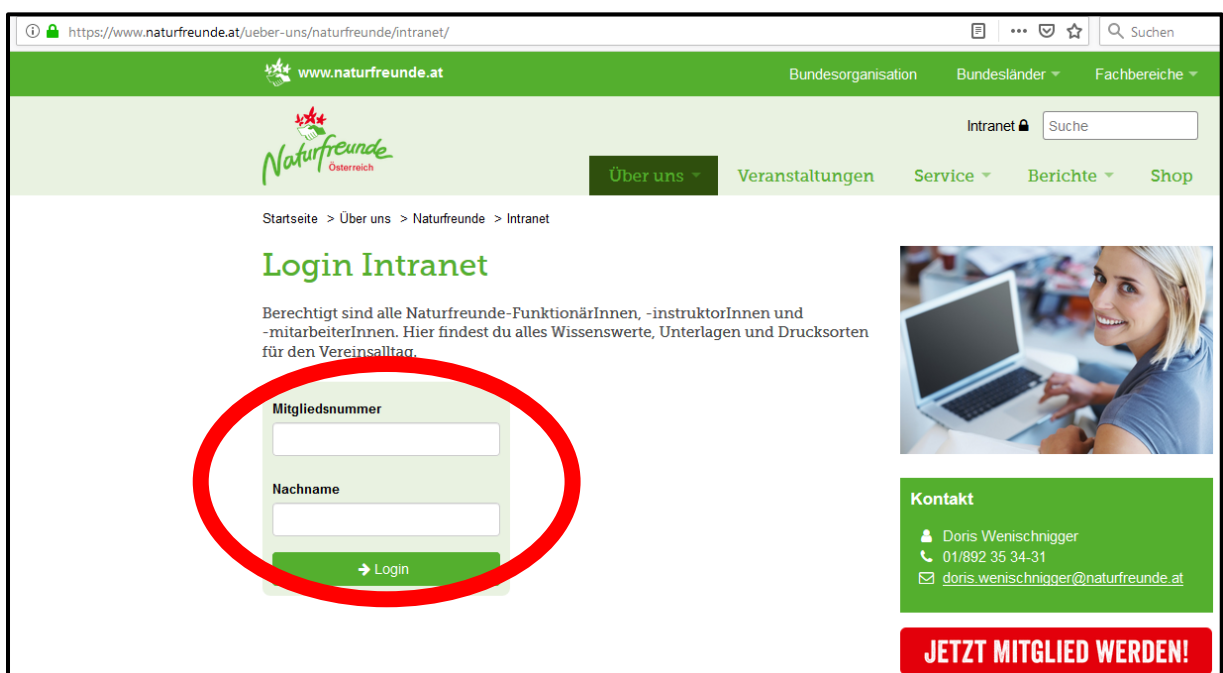 https://www.naturfreunde.at/ueber-uns/naturfreunde/intranet/
Suchen
www.naturfreunde.at
Bundesorganisation
Bundesländer
Fachbereiche
Naturfreunde
Österreich
Intranet
Suche
Über uns
Veranstaltungen
Service
Berichte
Shop
Startseite > Über uns > Naturfreunde > Intranet
Login Intranet
Berechtigt sind alle Naturfreunde-FunktionärInnen, -instruktorInnen und
-mitarbeiterInnen. Hier findest du alles Wissenswerte, Unterlagen und Drucksorten
für den Vereinsalltag.
Mitgliedsnummer
Nachname
Login
Kontakt
Doris Wenischnigger
01/892 35 34-31
doris.wenischnigger@naturfreunde.at
JETZT MITGLIED WERDEN!